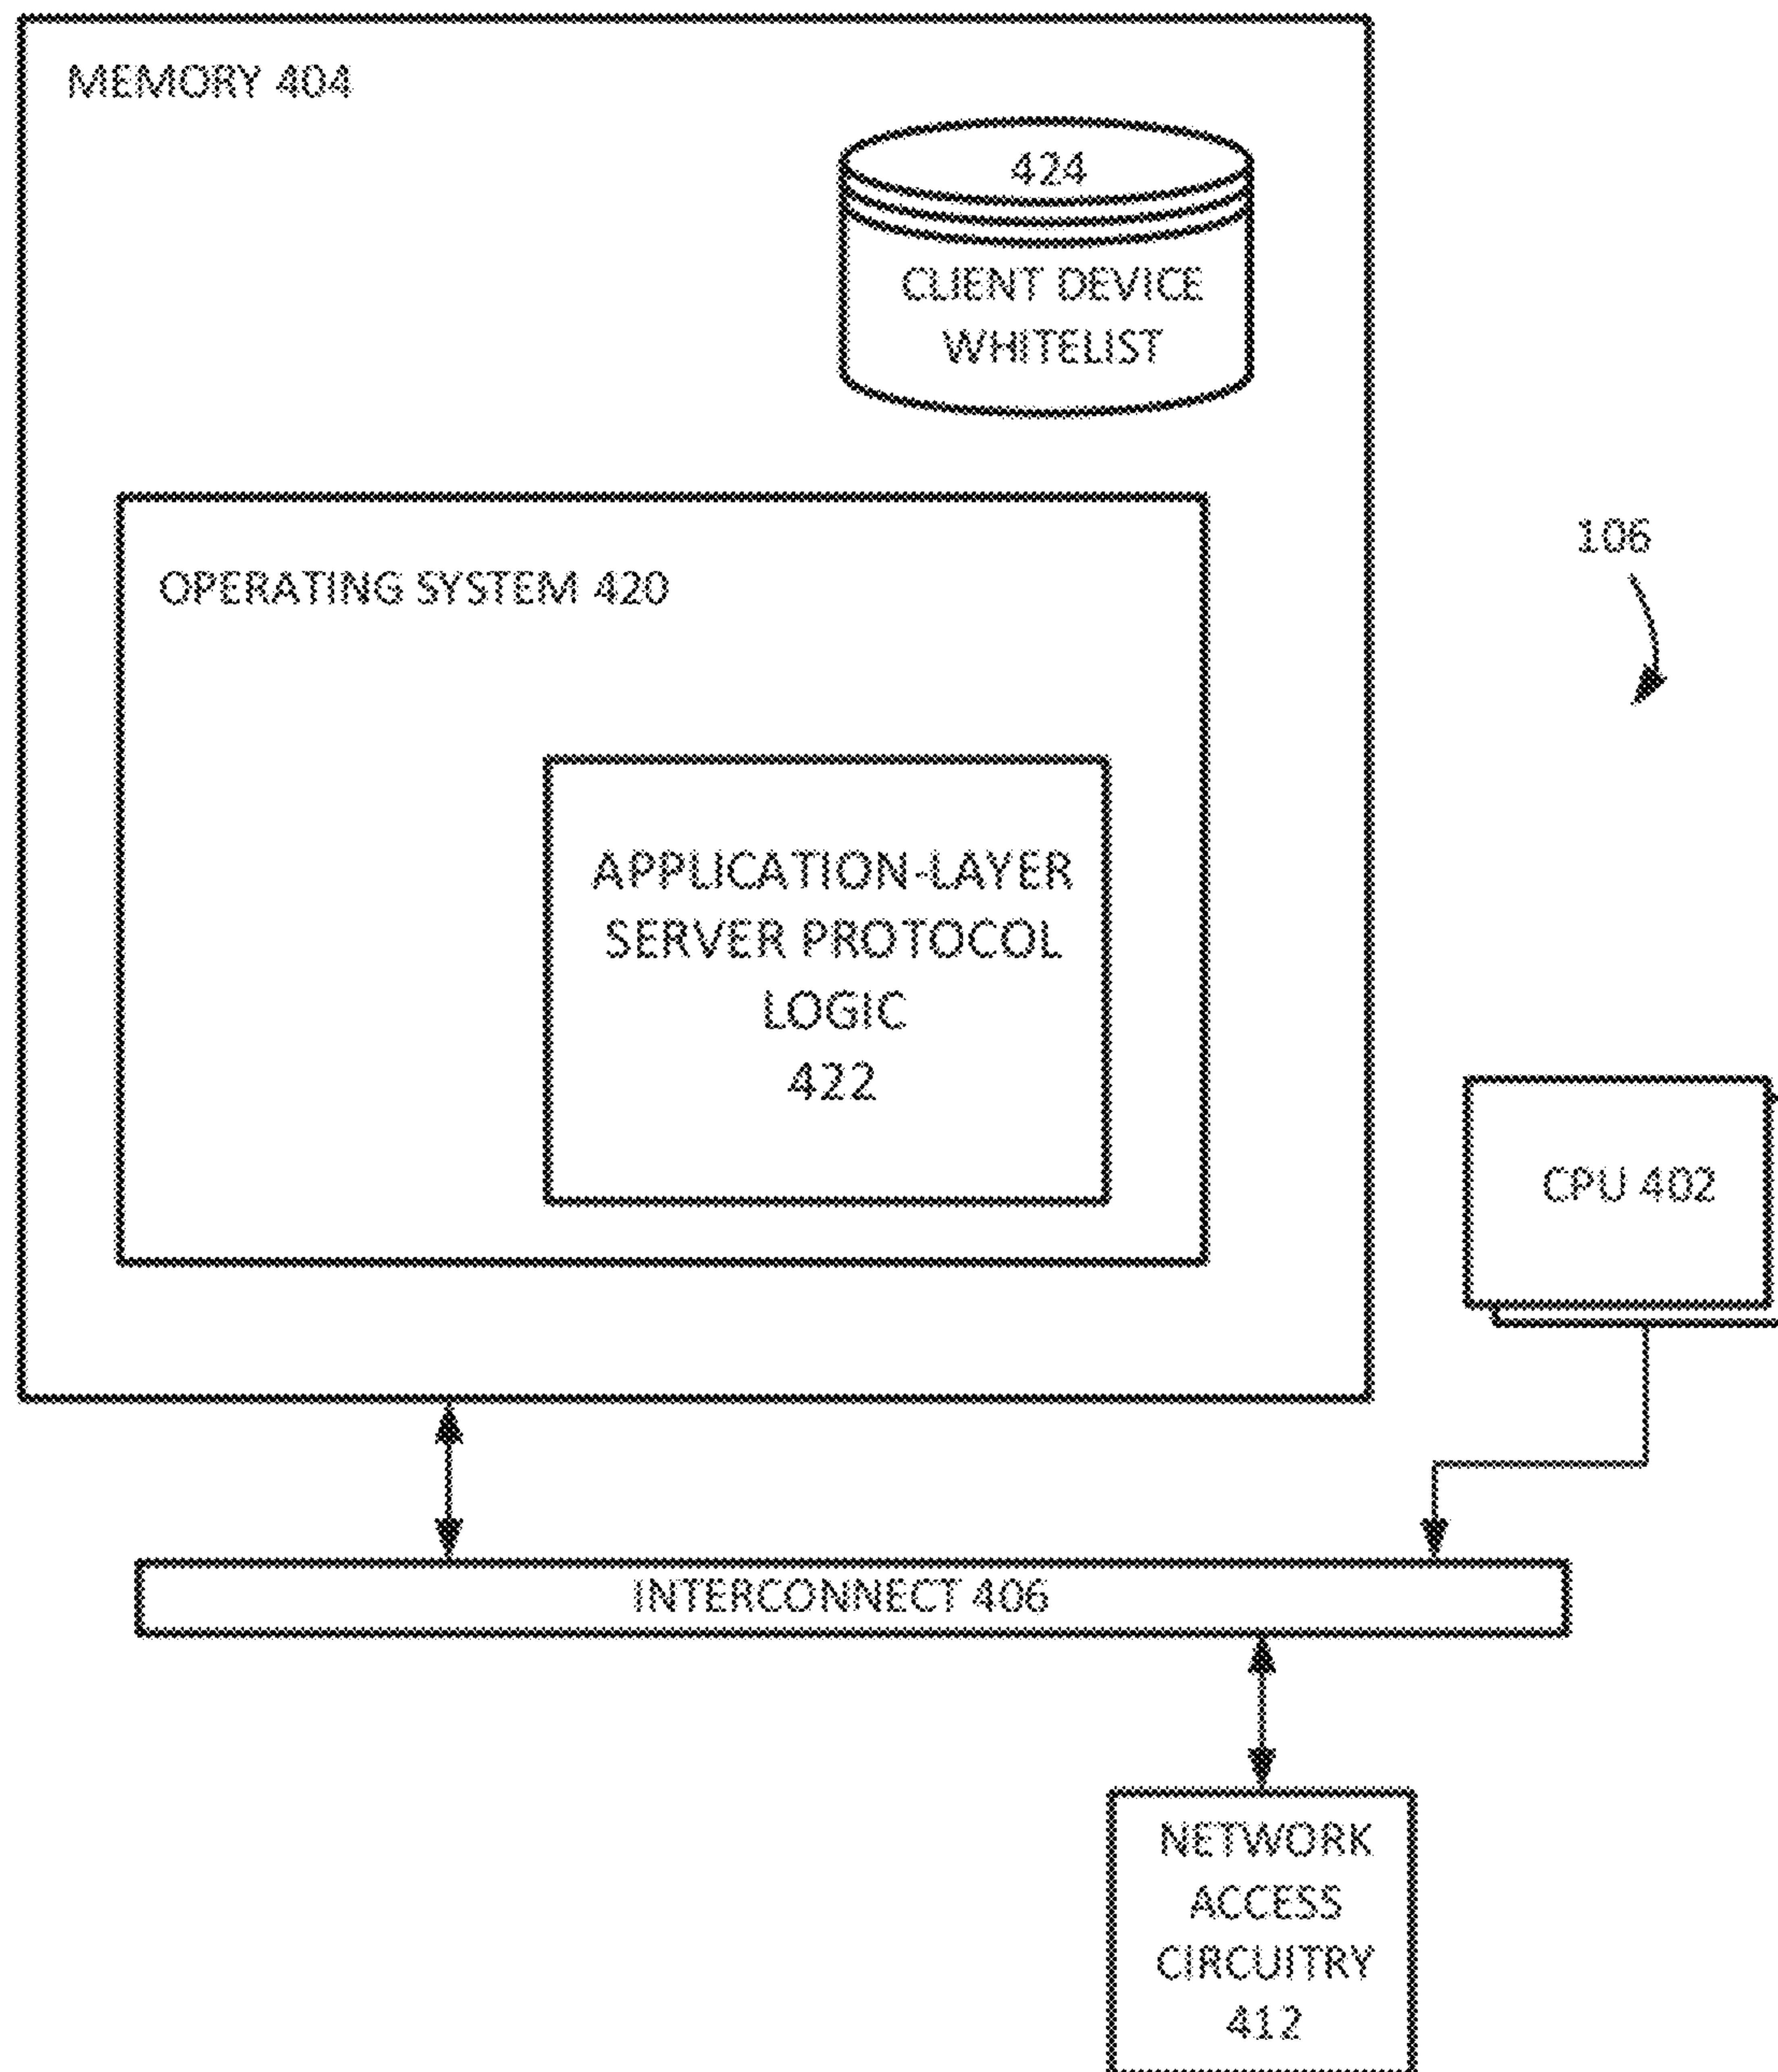 MEMORY 404
424
CLIENT DEVICE
WHITELIST
OPERATING SYSTEM 420
106
APPLICATION-LAYER
SERVER PROTOCOL
LOGIC
422
CPU 402
INTERCONNECT 406
NETWORK
ACCESS
CIRCUITRY
412